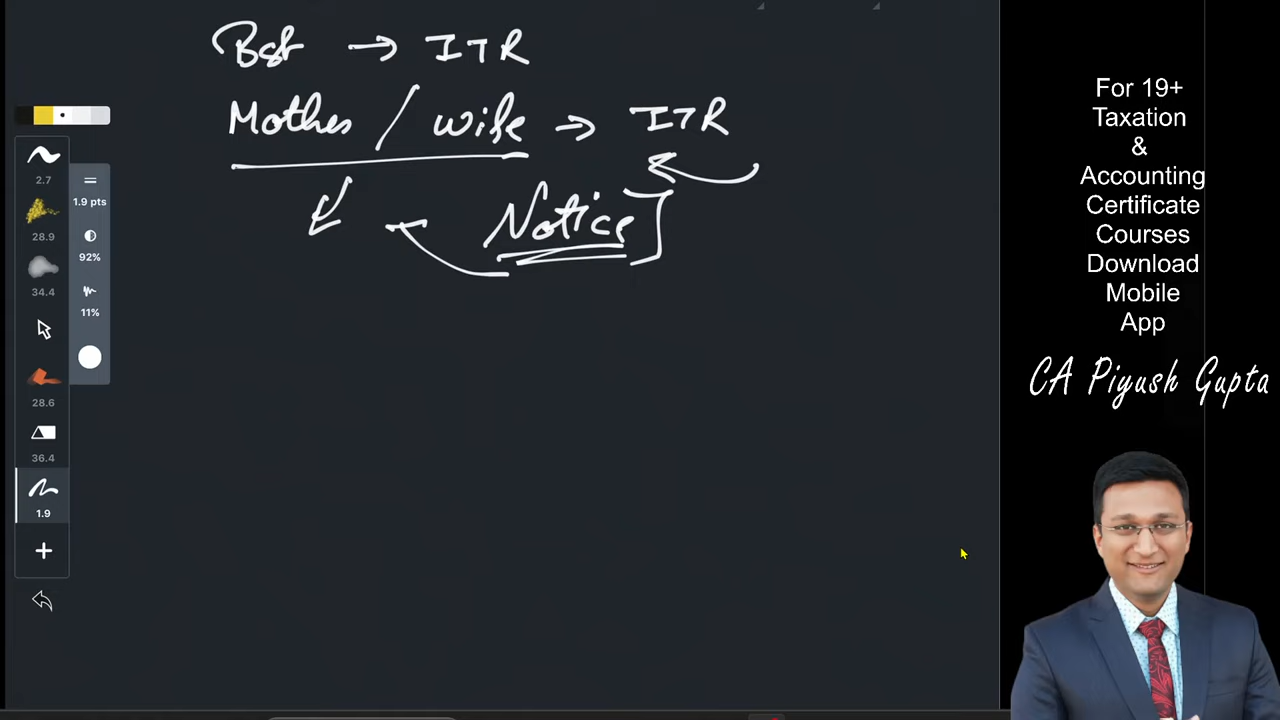 → ITR
Mother / wife → ITR
Notice]
2.7
28.9
34.4
28.6
36.4
1.9
1.9 pts
92%
11%
For 19+
Taxation
&
Accounting
Certificate
Courses
Download
Mobile
App
CA Piyush Gupta